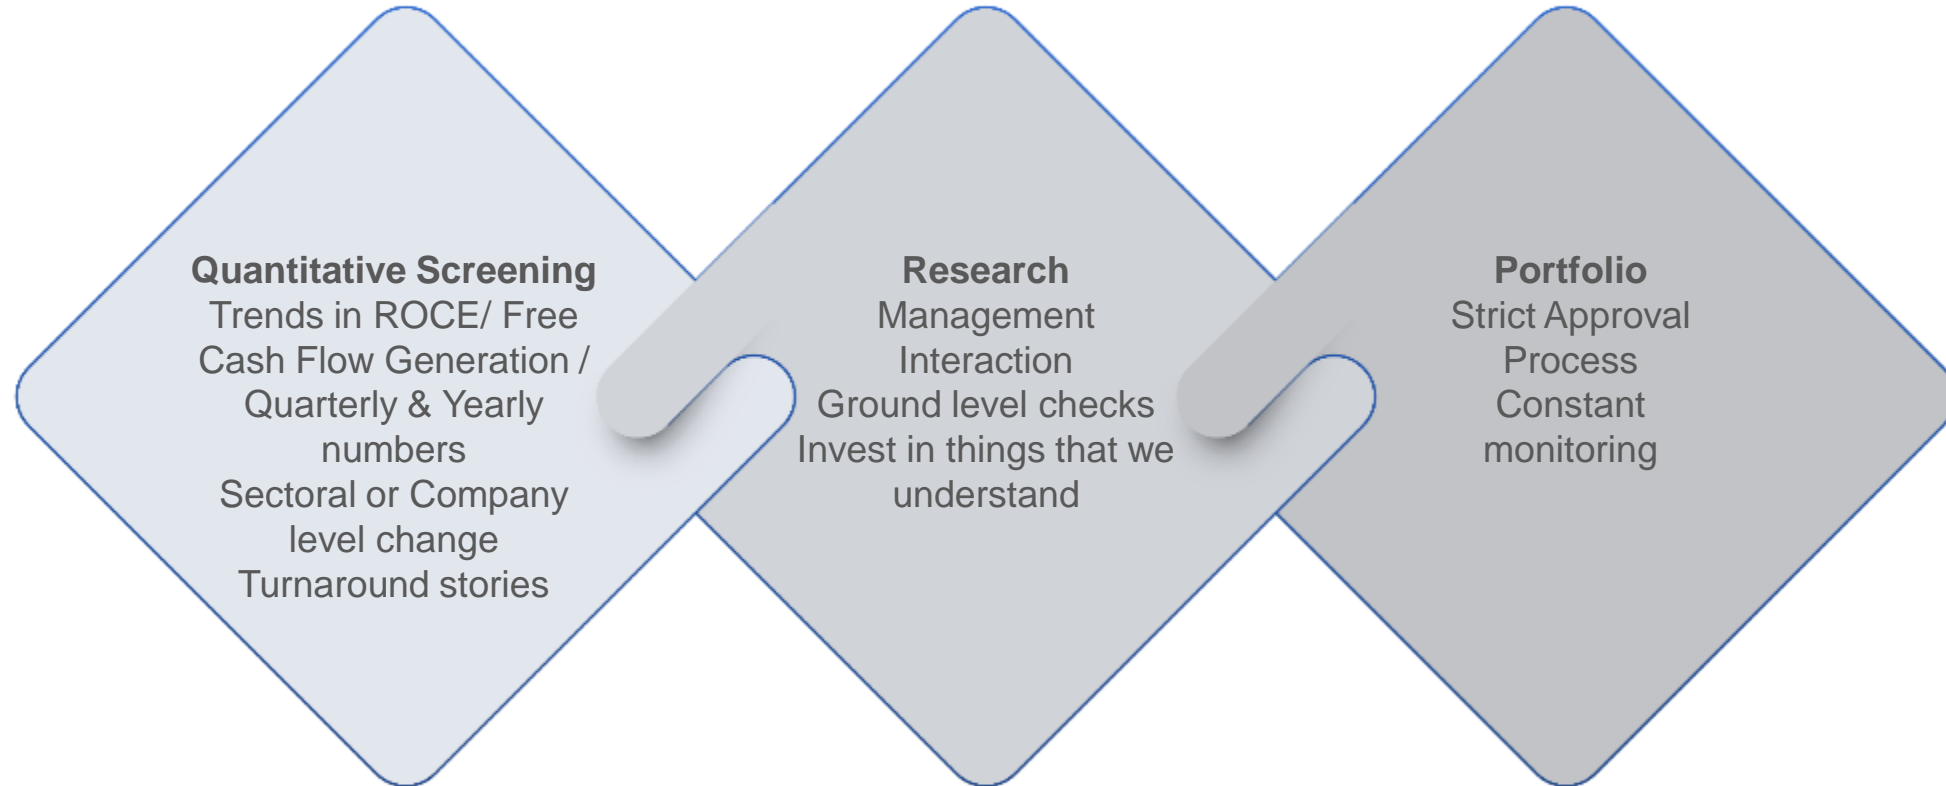 Quantitative Screening
Trends in ROCE/ Free
Cash Flow Generation /
Quarterly & Yearly
numbers
Sectoral or Company
level change
Turnaround stories
Research
Management
Interaction
Ground level checks
Invest in things that we
understand
Portfolio
Strict Approval
Process
Constant
monitoring